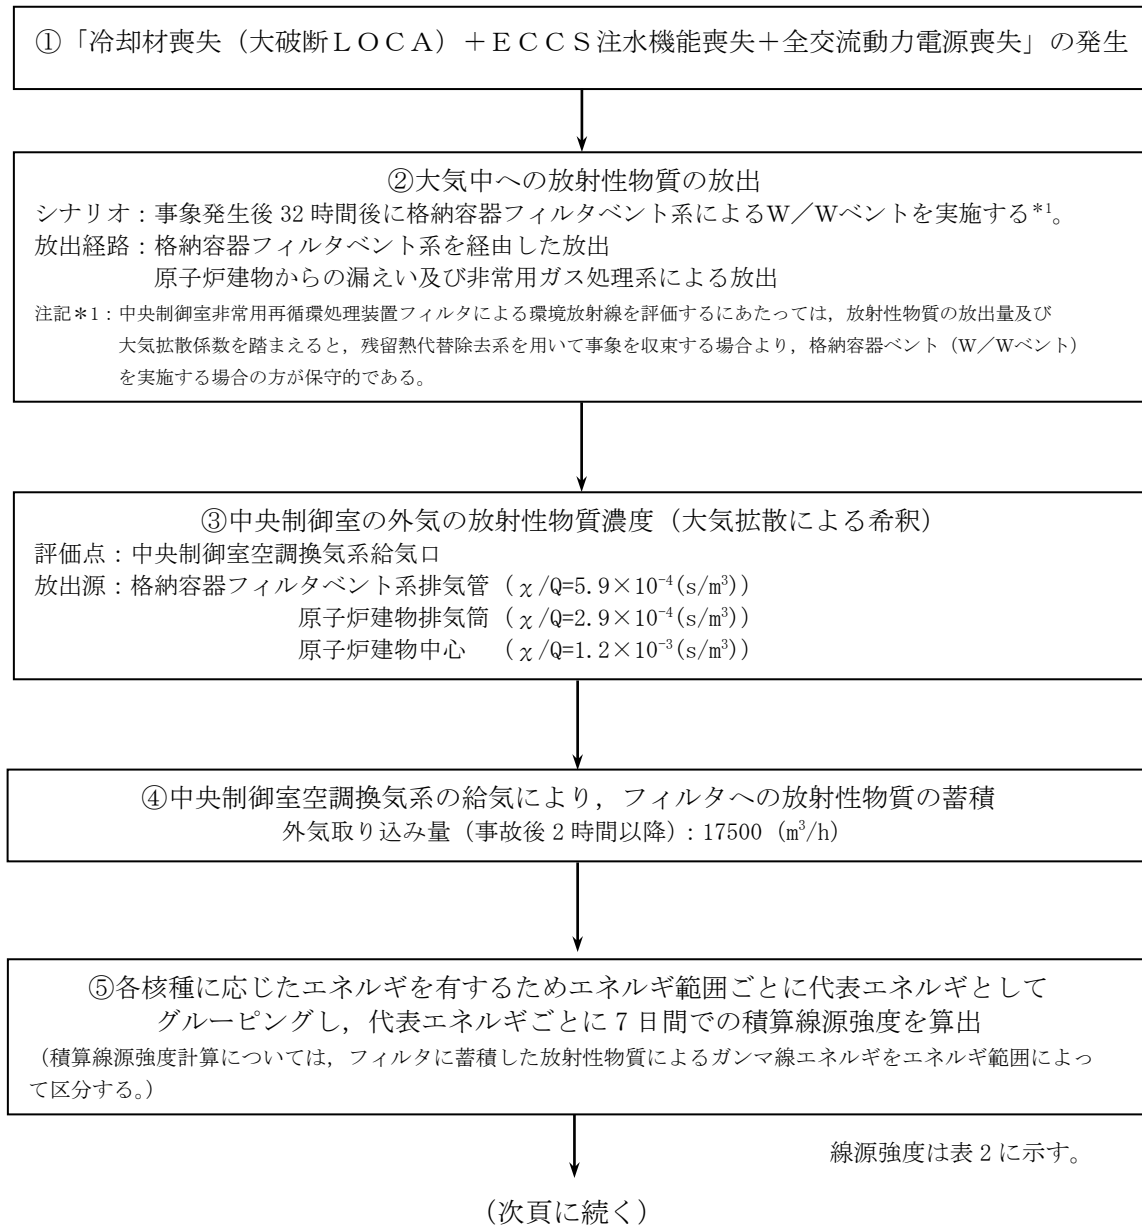 ①「冷却材喪失（大破断ＬＯＣＡ）＋ＥＣＣＳ注水機能喪失＋全交流動力電源喪失」の発生
②大気中への放射性物質の放出
シナリオ：事象発生後 32 時間後に格納容器フィルタベント系によるＷ／Ｗベントを実施する*1。
放出経路：格納容器フィルタベント系を経由した放出
原子炉建物からの漏えい及び非常用ガス処理系による放出
注記＊1：中央制御室非常用再循環処理装置フィルタによる環境放射線を評価するにあたっては，放射性物質の放出量及び
大気拡散係数を踏まえると，残留熱代替除去系を用いて事象を収束する場合より，格納容器ベント（Ｗ／Ｗベント）
を実施する場合の方が保守的である。
③中央制御室の外気の放射性物質濃度（大気拡散による希釈）
評価点：中央制御室空調換気系給気口
放出源：格納容器フィルタベント系排気管（χ/Q=5.9×10⁻⁴(s/m³)）
原子炉建物排気筒（χ/Q=2.9×10⁻⁴(s/m³)）
原子炉建物中心　（χ/Q=1.2×10⁻³(s/m³)）
④中央制御室空調換気系の給気により，フィルタへの放射性物質の蓄積
外気取り込み量（事故後 2 時間以降）：17500（m³/h）
⑤各核種に応じたエネルギを有するためエネルギ範囲ごとに代表エネルギとして
グルーピングし，代表エネルギごとに 7 日間での積算線源強度を算出
（積算線源強度計算については，フィルタに蓄積した放射性物質によるガンマ線エネルギをエネルギ範囲によっ
て区分する。）
線源強度は表 2 に示す。
（次頁に続く）